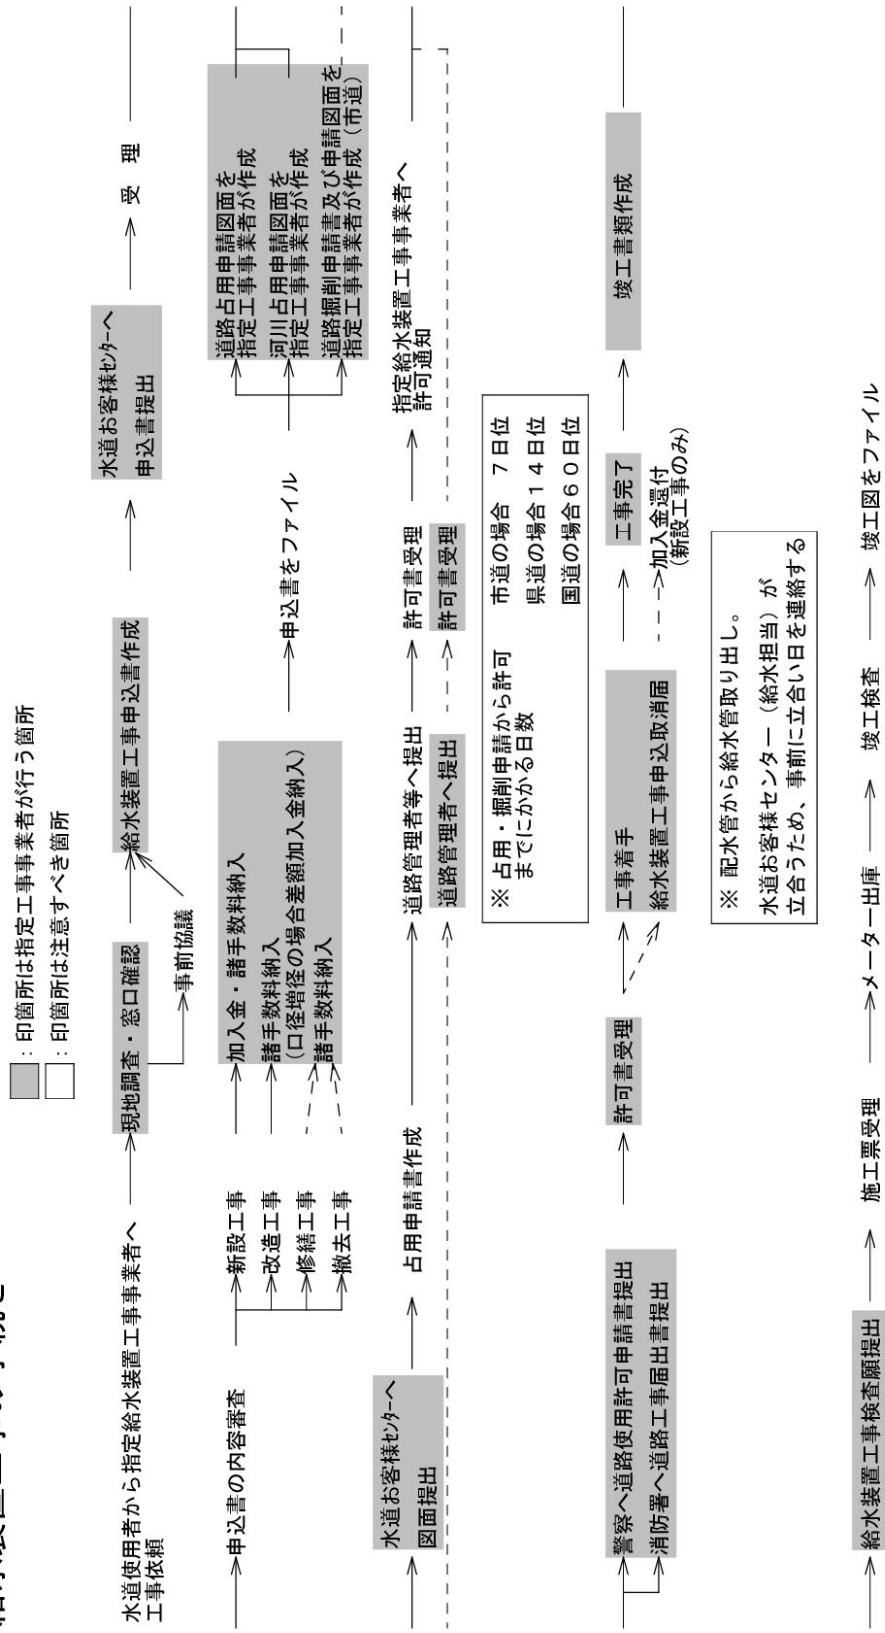 ：印箇所は指定工事事業者が行う箇所
：印箇所は注意すべき箇所
水道使用者から指定給水装置工事事業者へ
工事依頼
現地調査・窓口確認
事前協議
給水装置工事申込書作成
水道お客様ｾﾝﾀｰへ
申込書提出
受　理
申込書の内容審査
新設工事
改造工事
修繕工事
撤去工事
加入金・諸手数料納入
諸手数料納入
(口径増径の場合差額加入金納入)
諸手数料納入
申込書をファイル
道路占用申請図面を
指定工事事業者が作成
河川占用申請図面を
指定工事事業者が作成
道路掘削申請書及び申請図面を
指定工事事業者が作成（市道）
水道お客様ｾﾝﾀｰへ
図面提出
占用申請書作成
道路管理者等へ提出
道路管理者へ提出
許可書受理
許可書受理
指定給水装置工事事業者へ
許可通知
※ 占用・掘削申請から許可
までにかかる日数
市道の場合　７日位
県道の場合１４日位
国道の場合６０日位
警察へ道路使用許可申請書提出
消防署へ道路工事届出書提出
許可書受理
工事着手
給水装置工事申込取消届
工事完了
加入金還付
(新設工事のみ)
竣工書類作成
※ 配水管から給水管取り出し。
水道お客様センター（給水担当）が
立合うため、事前に立合い日を連絡する
給水装置工事検査願提出
施工票受理
メーター出庫
竣工検査
竣工図をファイル